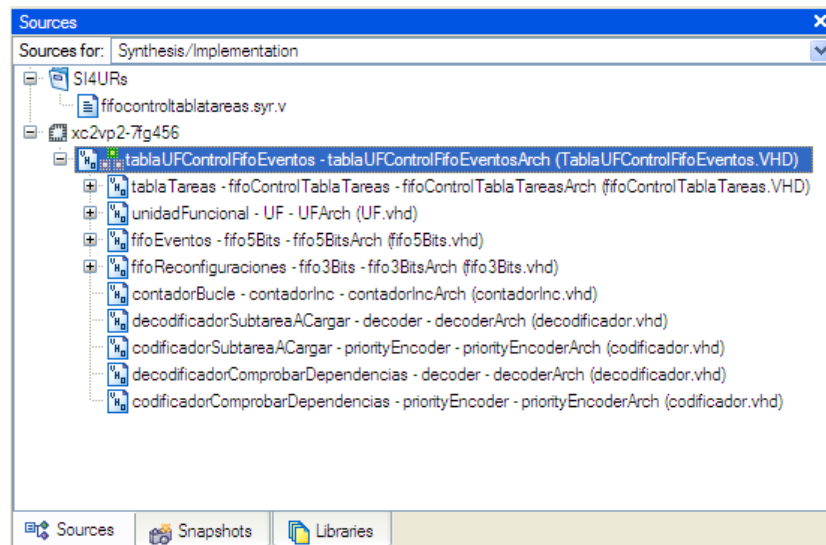 Sources
Sources for: Synthesis/Implementation
SI4URs
fifocontroltablatareas.syr.v
xc2vp2-7fg456
tablaUFControlFifoEventos - tablaUFControlFifoEventosArch (TablaUFControlFifoEventos.VHD)
tablaTareas - fifoControlTablaTareas - fifoControlTablaTareasArch (fifoControlTablaTareas.VHD)
unidadFuncional - UF - UFArch (UF.vhd)
fifoEventos - fifo5Bits - fifo5BitsArch (fifo5Bits.vhd)
fifoReconfiguraciones - fifo3Bits - fifo3BitsArch (fifo3Bits.vhd)
contadorBucle - contadorInc - contadorIncArch (contadorInc.vhd)
decodificadorSubtareaACargar - decoder - decoderArch (decodificador.vhd)
codificadorSubtareaACargar - priorityEncoder - priorityEncoderArch (codificador.vhd)
decodificadorComprobarDependencias - decoder - decoderArch (decodificador.vhd)
codificadorComprobarDependencias - priorityEncoder - priorityEncoderArch (codificador.vhd)
Sources Snapshots Libraries